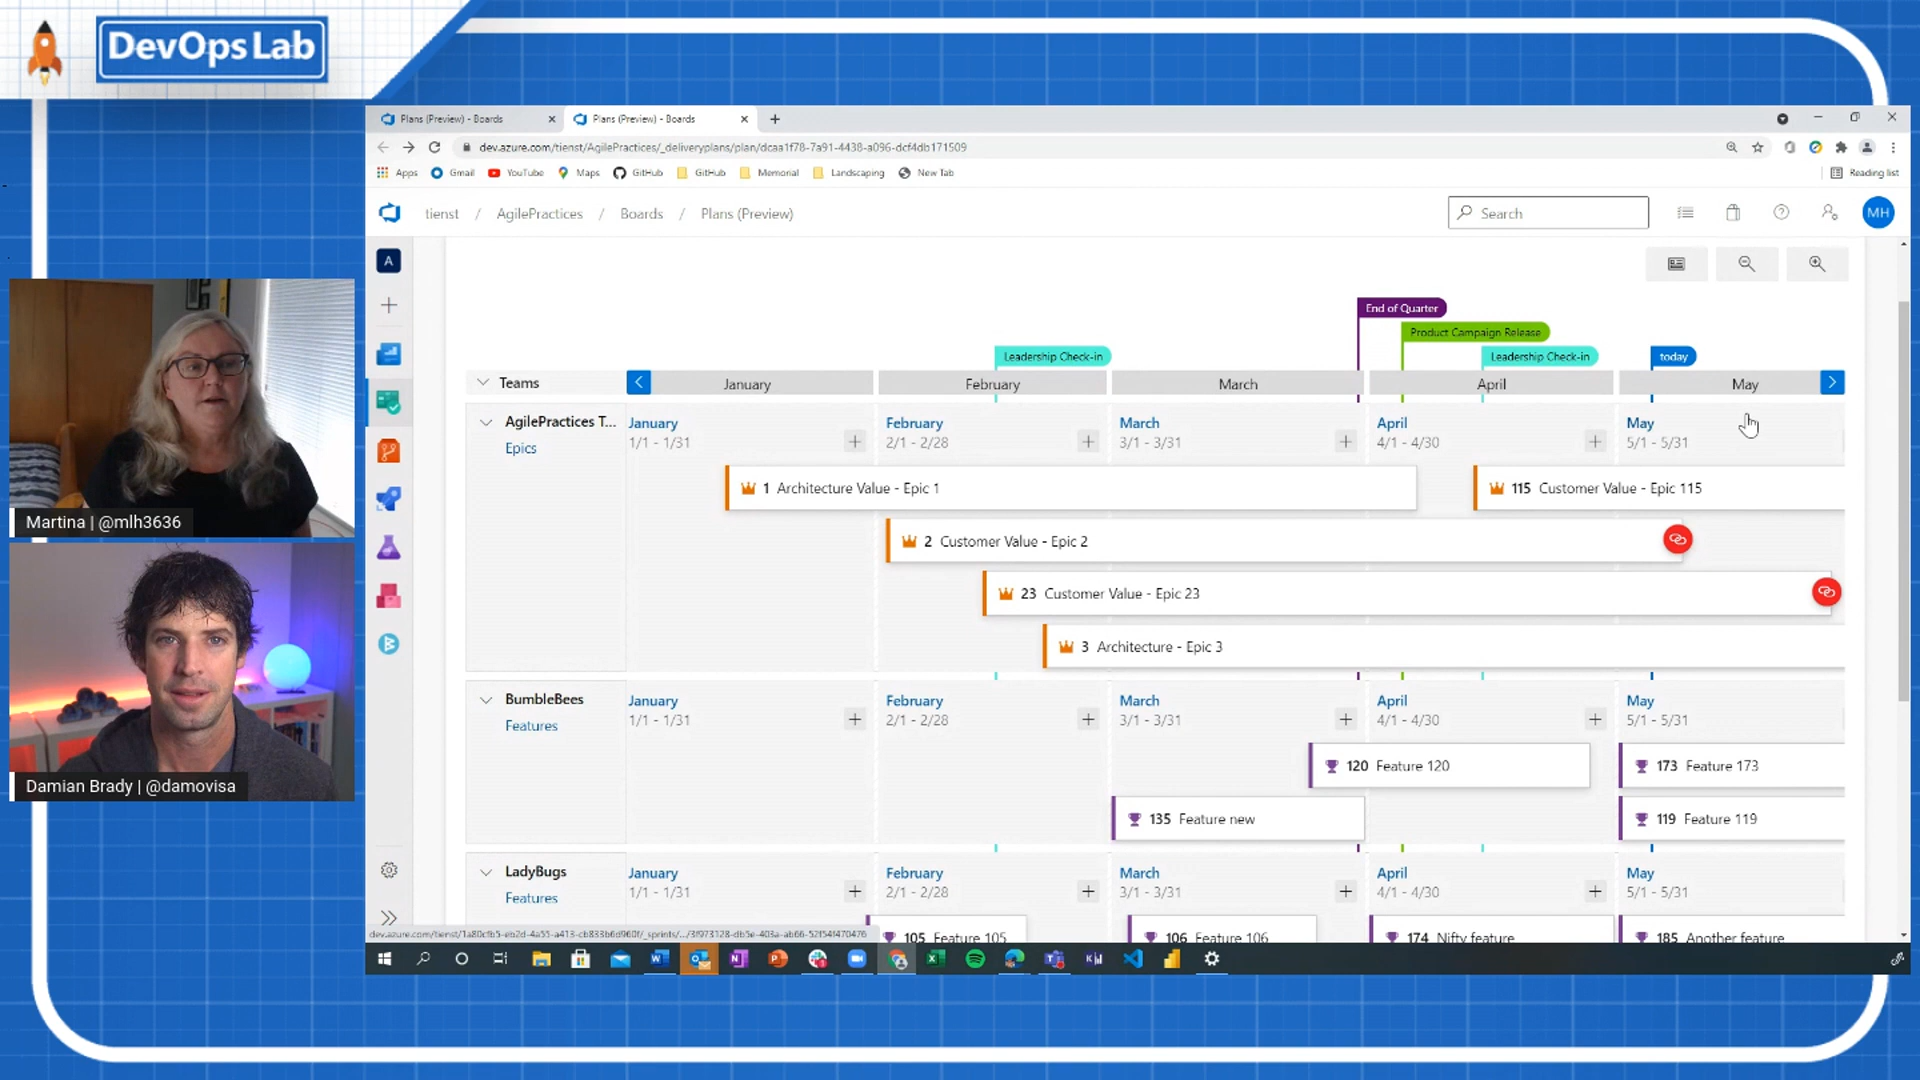 DevOps Lab
Plans (Preview) - Boards
Plans (Preview) - Boards
dev.azure.com/tienst/AgilePractices/_deliveryplans/plan/dcaa1f78-7a91-4438-a096-dcf4db171509
Apps
Gmail
YouTube
Maps
GitHub
GitHub
Memorial
Landscaping
New Tab
Reading list
tienst / AgilePractices / Boards / Plans (Preview)
Search
MH
A
End of Quarter
Product Campaign Release
Leadership Check-in
Leadership Check-in
today
Teams
January
February
March
April
May
AgilePractices T...
Epics
January
1/1 - 1/31
February
2/1 - 2/28
March
3/1 - 3/31
April
4/1 - 4/30
May
5/1 - 5/31
1 Architecture Value - Epic 1
115 Customer Value - Epic 115
2 Customer Value - Epic 2
23 Customer Value - Epic 23
3 Architecture - Epic 3
BumbleBees
Features
January
1/1 - 1/31
February
2/1 - 2/28
March
3/1 - 3/31
April
4/1 - 4/30
May
5/1 - 5/31
120 Feature 120
173 Feature 173
135 Feature new
119 Feature 119
LadyBugs
Features
January
1/1 - 1/31
February
2/1 - 2/28
March
3/1 - 3/31
April
4/1 - 4/30
May
5/1 - 5/31
105 Feature 105
106 Feature 106
174 Nifty feature
185 Another feature
Martina | @mlh3636
Damian Brady | @damovisa